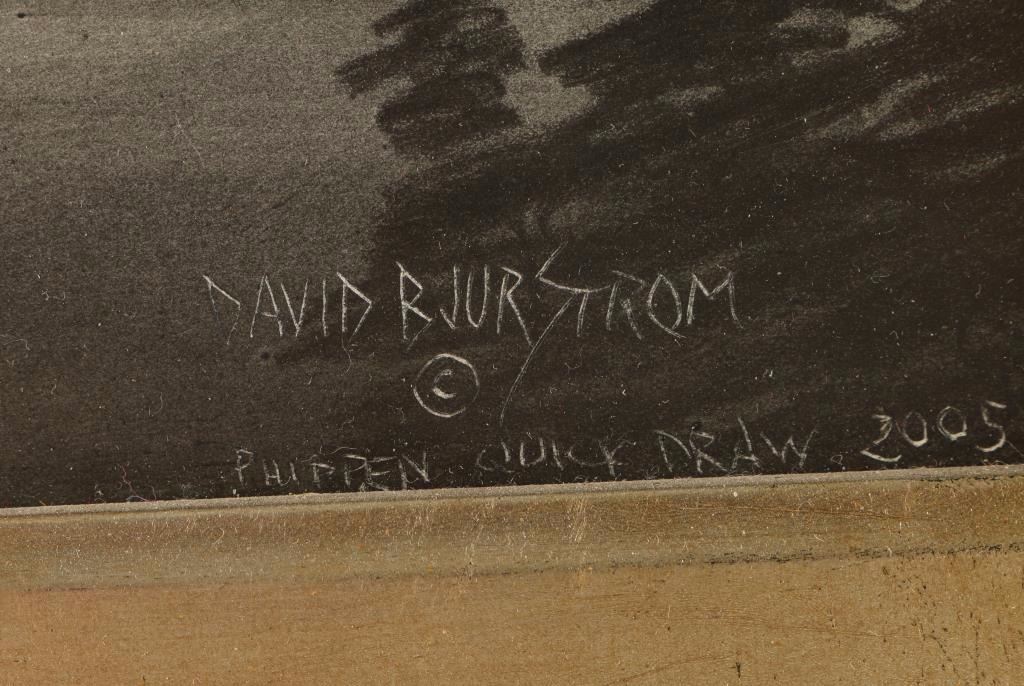 DAVID BJURSTROM
©
PHIPPEN QUICK DRAW 2005